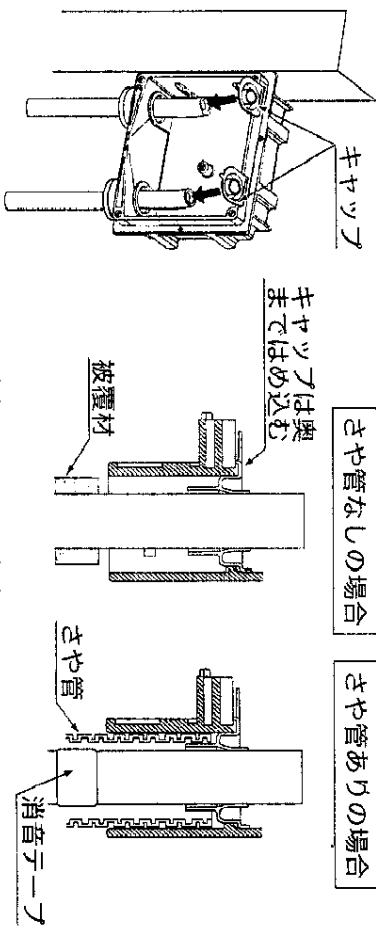 キャップ
キャップは奥
まではめ込む
被覆材
さや管なしの場合
さや管ありの場合
さや管
消音テープ